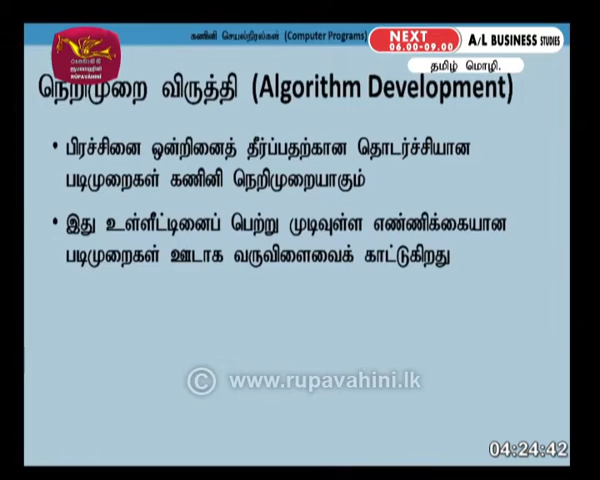 கணினி செயல்நிரல்கள் (Computer Programs)
NEXT
06.00-09.00
A/L BUSINESS STUDIES
தமிழ் மொழி.
RUPAVAHINI
நெறிமுறை விருத்தி (Algorithm Development)
• பிரச்சினை ஒன்றினைத் தீர்ப்பதற்கான தொடர்ச்சியான
படிமுறைகள் கணினி நெறிமுறையாகும்
• இது உள்ளீட்டினைப் பெற்று முடிவுள்ள எண்ணிக்கையான
படிமுறைகள் ஊடாக வருவிளைவைக் காட்டுகிறது
© www.rupavahini.lk
04:24:42